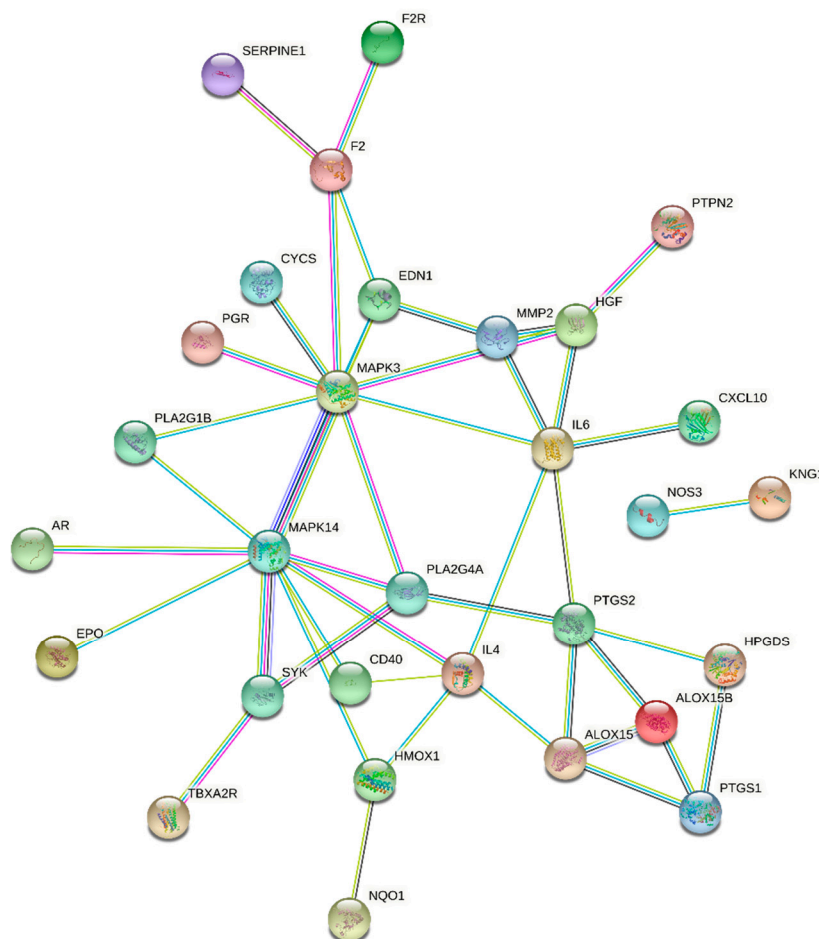 F2R
SERPINE1
F2
PTPN2
CYCS
EDN1
MMP2
HGF
PGR
MAPK3
CXCL10
PLA2G1B
IL6
KNG1
NOS3
AR
MAPK14
PLA2G4A
PTGS2
EPO
HPGDS
IL4
CD40
SYK
ALOX15B
ALOX15
HMOX1
PTGS1
TBXA2R
NQO1